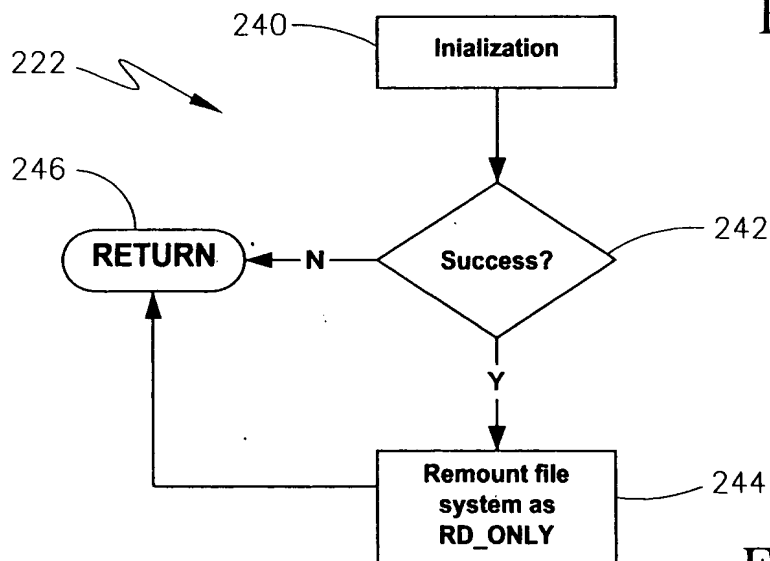 240
Inialization
222
246
RETURN
N
Success?
242
Y
Remount file
system as
RD_ONLY
244